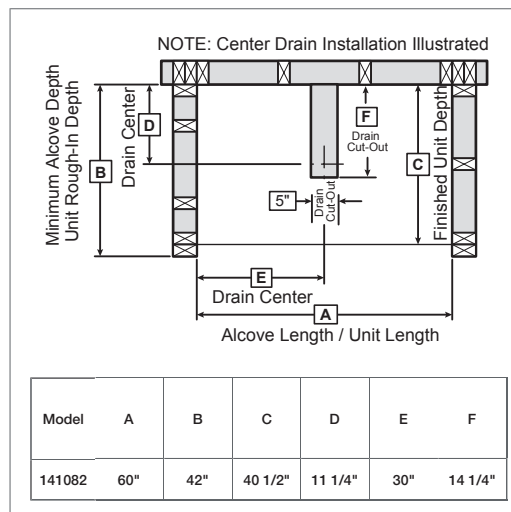 NOTE: Center Drain Installation Illustrated
Minimum Alcove Depth
Unit Rough-In Depth
B
Drain Center
D
F
Drain
Cut-Out
C
Finished Unit Depth
5"
Drain
Cut-Out
E
Drain Center
A
Alcove Length / Unit Length
Model A B C D E F
141082 60" 42" 40 1/2" 11 1/4" 30" 14 1/4"